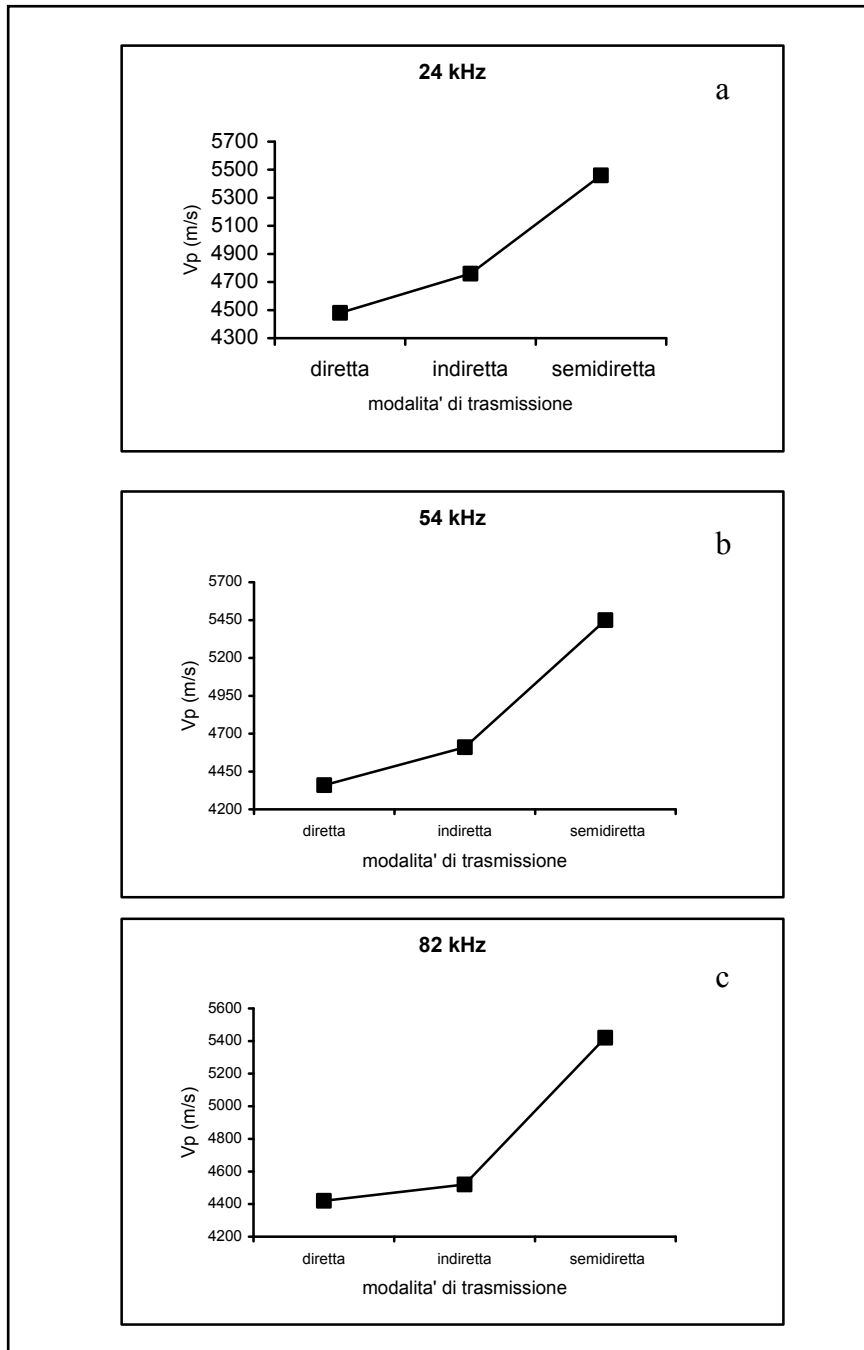 24 kHz
a
5700
5500
5300
5100
4900
4700
4500
4300
Vp (m/s)
diretta indiretta semidiretta
modalita' di trasmissione
54 kHz
b
5700
5450
5200
4950
4700
4450
4200
Vp (m/s)
diretta indiretta semidiretta
modalita' di trasmissione
82 kHz
c
5600
5400
5200
5000
4800
4600
4400
4200
Vp (m/s)
diretta indiretta semidiretta
modalita' di trasmissione